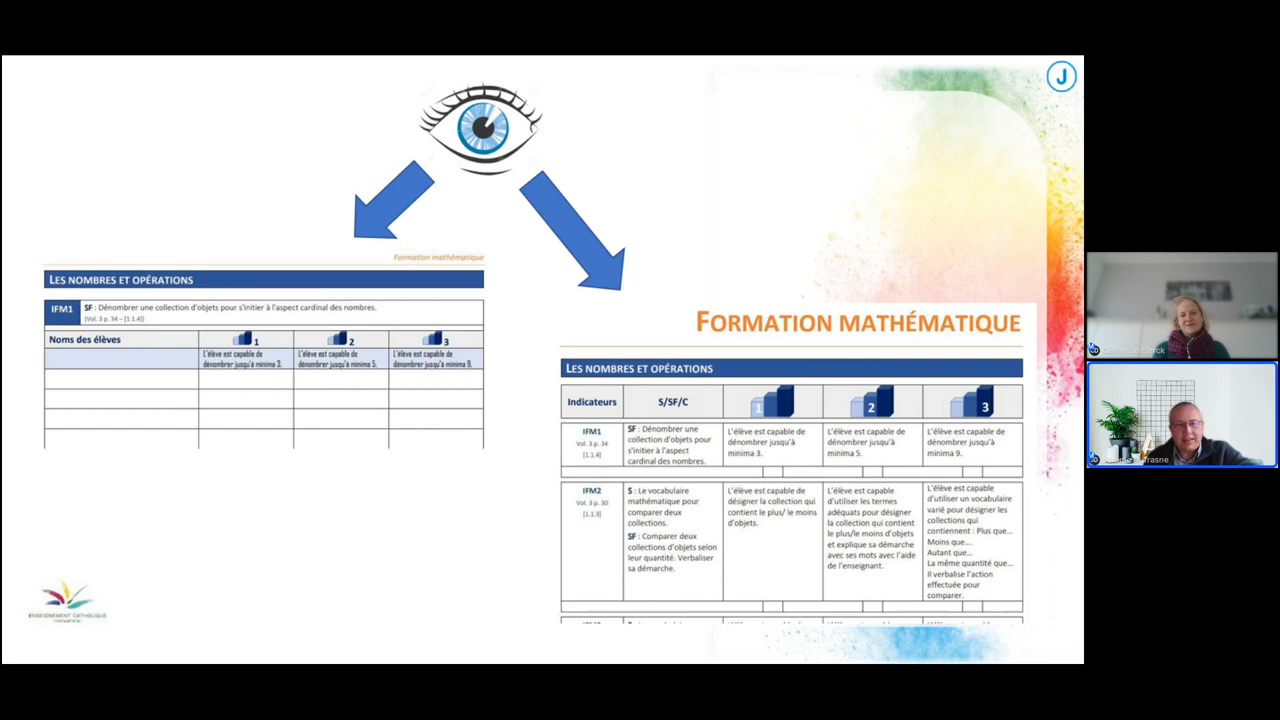 J
Formation mathématique
LES NOMBRES ET OPÉRATIONS
IFM1
SF : Dénombrer une collection d'objets pour s'initier à l'aspect cardinal des nombres.
(Vol. 3 p. 34 – [1.1.4])
Noms des élèves
1
2
3
L'élève est capable de
dénombrer jusqu'à minima 3.
L'élève est capable de
dénombrer jusqu'à minima 5.
L'élève est capable de
dénombrer jusqu'à minima 9.
ENSEIGNEMENT CATHOLIQUE
FORMATION MATHÉMATIQUE
LES NOMBRES ET OPÉRATIONS
Indicateurs
S/SF/C
1
2
3
IFM1
Vol. 3 p. 34
[1.1.4]
SF : Dénombrer une
collection d'objets pour
s'initier à l'aspect
cardinal des nombres.
L'élève est capable de
dénombrer jusqu'à
minima 3.
L'élève est capable de
dénombrer jusqu'à
minima 5.
L'élève est capable de
dénombrer jusqu'à
minima 9.
IFM2
Vol. 3 p. 30
[1.1.3]
S : Le vocabulaire
mathématique pour
comparer deux
collections.
SF : Comparer deux
collections d'objets selon
leur quantité. Verbaliser
sa démarche.
L'élève est capable de
désigner la collection qui
contient le plus/ le moins
d'objets.
L'élève est capable
d'utiliser les termes
adéquats pour désigner
la collection qui contient
le plus/le moins d'objets
et explique sa démarche
avec ses mots avec l'aide
de l'enseignant.
L'élève est capable
d'utiliser un vocabulaire
varié pour désigner les
collections qui
contiennent : Plus que…
Moins que….
Autant que…
La même quantité que…
Il verbalise l'action
effectuée pour
comparer.